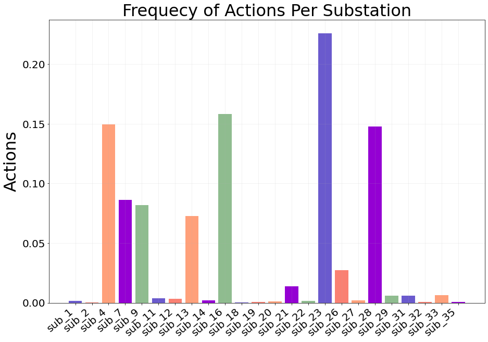 Frequecy of Actions Per Substation
Actions
0.20
0.15
0.10
0.05
0.00
sub_1
sub_2
sub_4
sub_7
sub_9
sub_11
sub_12
sub_13
sub_14
sub_16
sub_18
sub_19
sub_20
sub_21
sub_22
sub_23
sub_26
sub_27
sub_28
sub_29
sub_31
sub_32
sub_33
sub_35